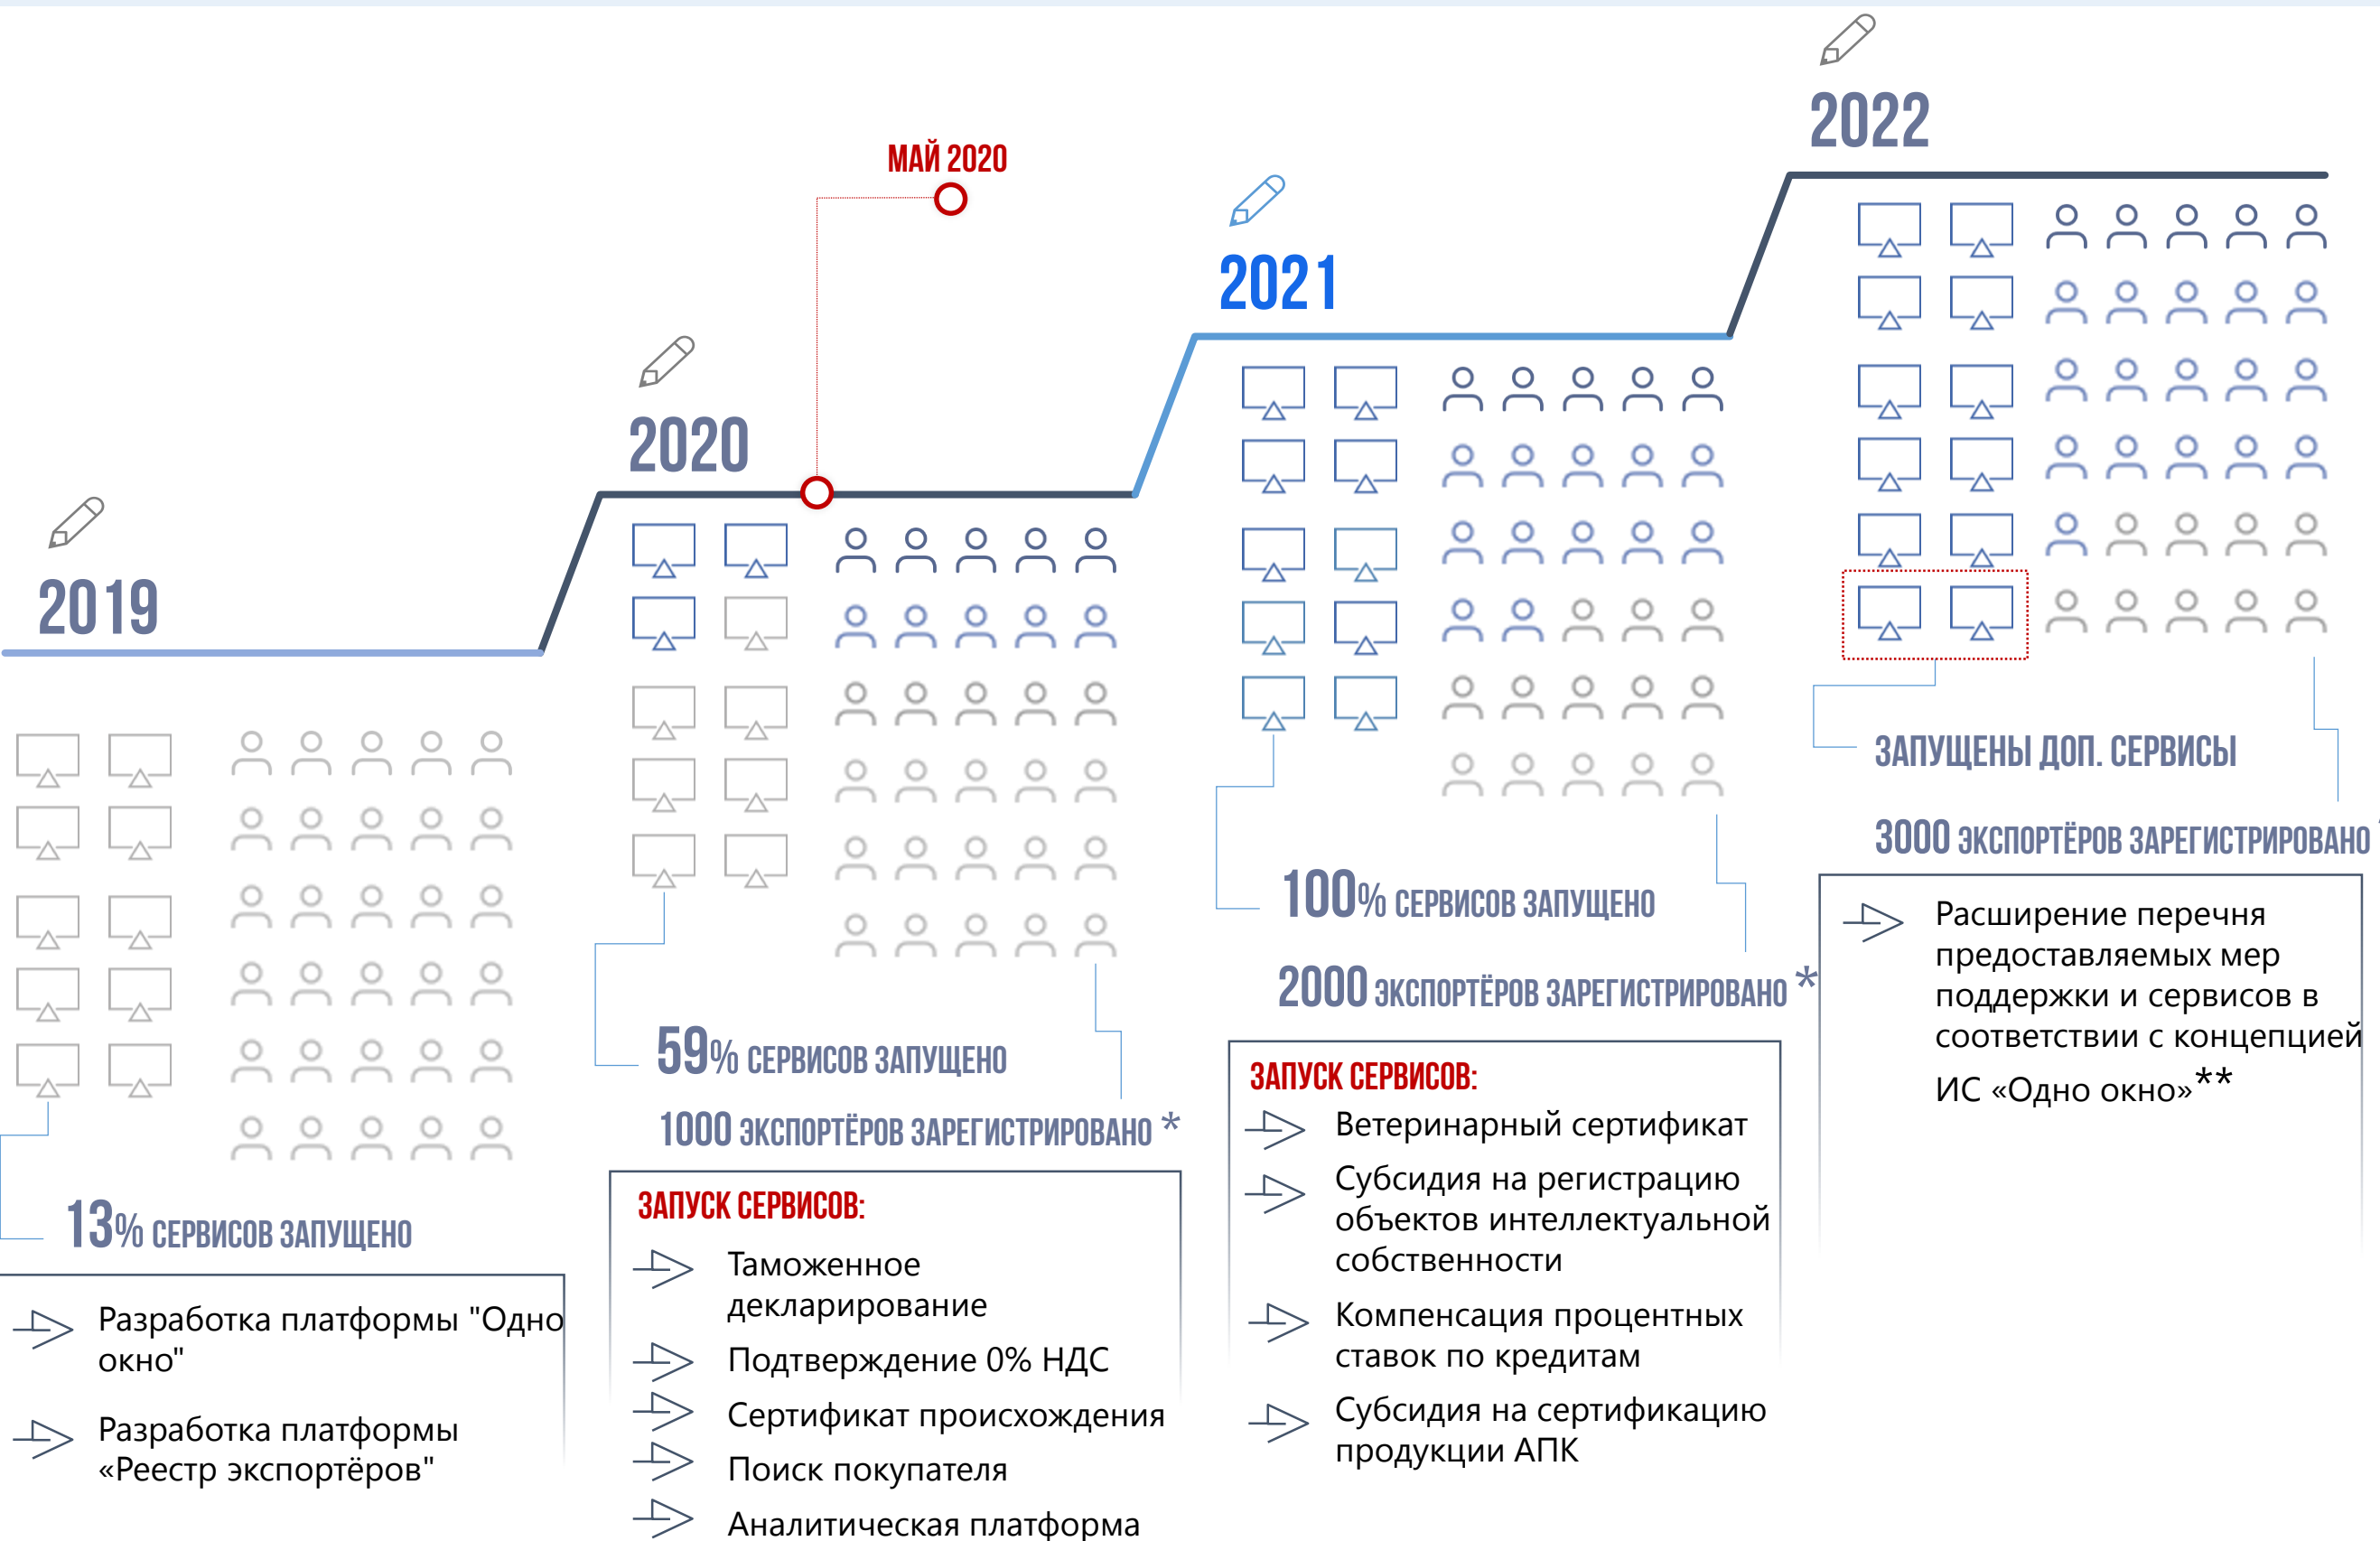 2019
13% СЕРВИСОВ ЗАПУЩЕНО
Разработка платформы "Одно
окно"
Разработка платформы
«Реестр экспортёров"
МАЙ 2020
2020
59% СЕРВИСОВ ЗАПУЩЕНО
1000 ЭКСПОРТЁРОВ ЗАРЕГИСТРИРОВАНО *
ЗАПУСК СЕРВИСОВ:
Таможенное
декларирование
Подтверждение 0% НДС
Сертификат происхождения
Поиск покупателя
Аналитическая платформа
2021
100% СЕРВИСОВ ЗАПУЩЕНО
2000 ЭКСПОРТЁРОВ ЗАРЕГИСТРИРОВАНО *
ЗАПУСК СЕРВИСОВ:
Ветеринарный сертификат
Субсидия на регистрацию
объектов интеллектуальной
собственности
Компенсация процентных
ставок по кредитам
Субсидия на сертификацию
продукции АПК
2022
ЗАПУЩЕНЫ ДОП. СЕРВИСЫ
3000 ЭКСПОРТЁРОВ ЗАРЕГИСТРИРОВАНО
Расширение перечня
предоставляемых мер
поддержки и сервисов в
соответствии с концепцией
ИС «Одно окно»**